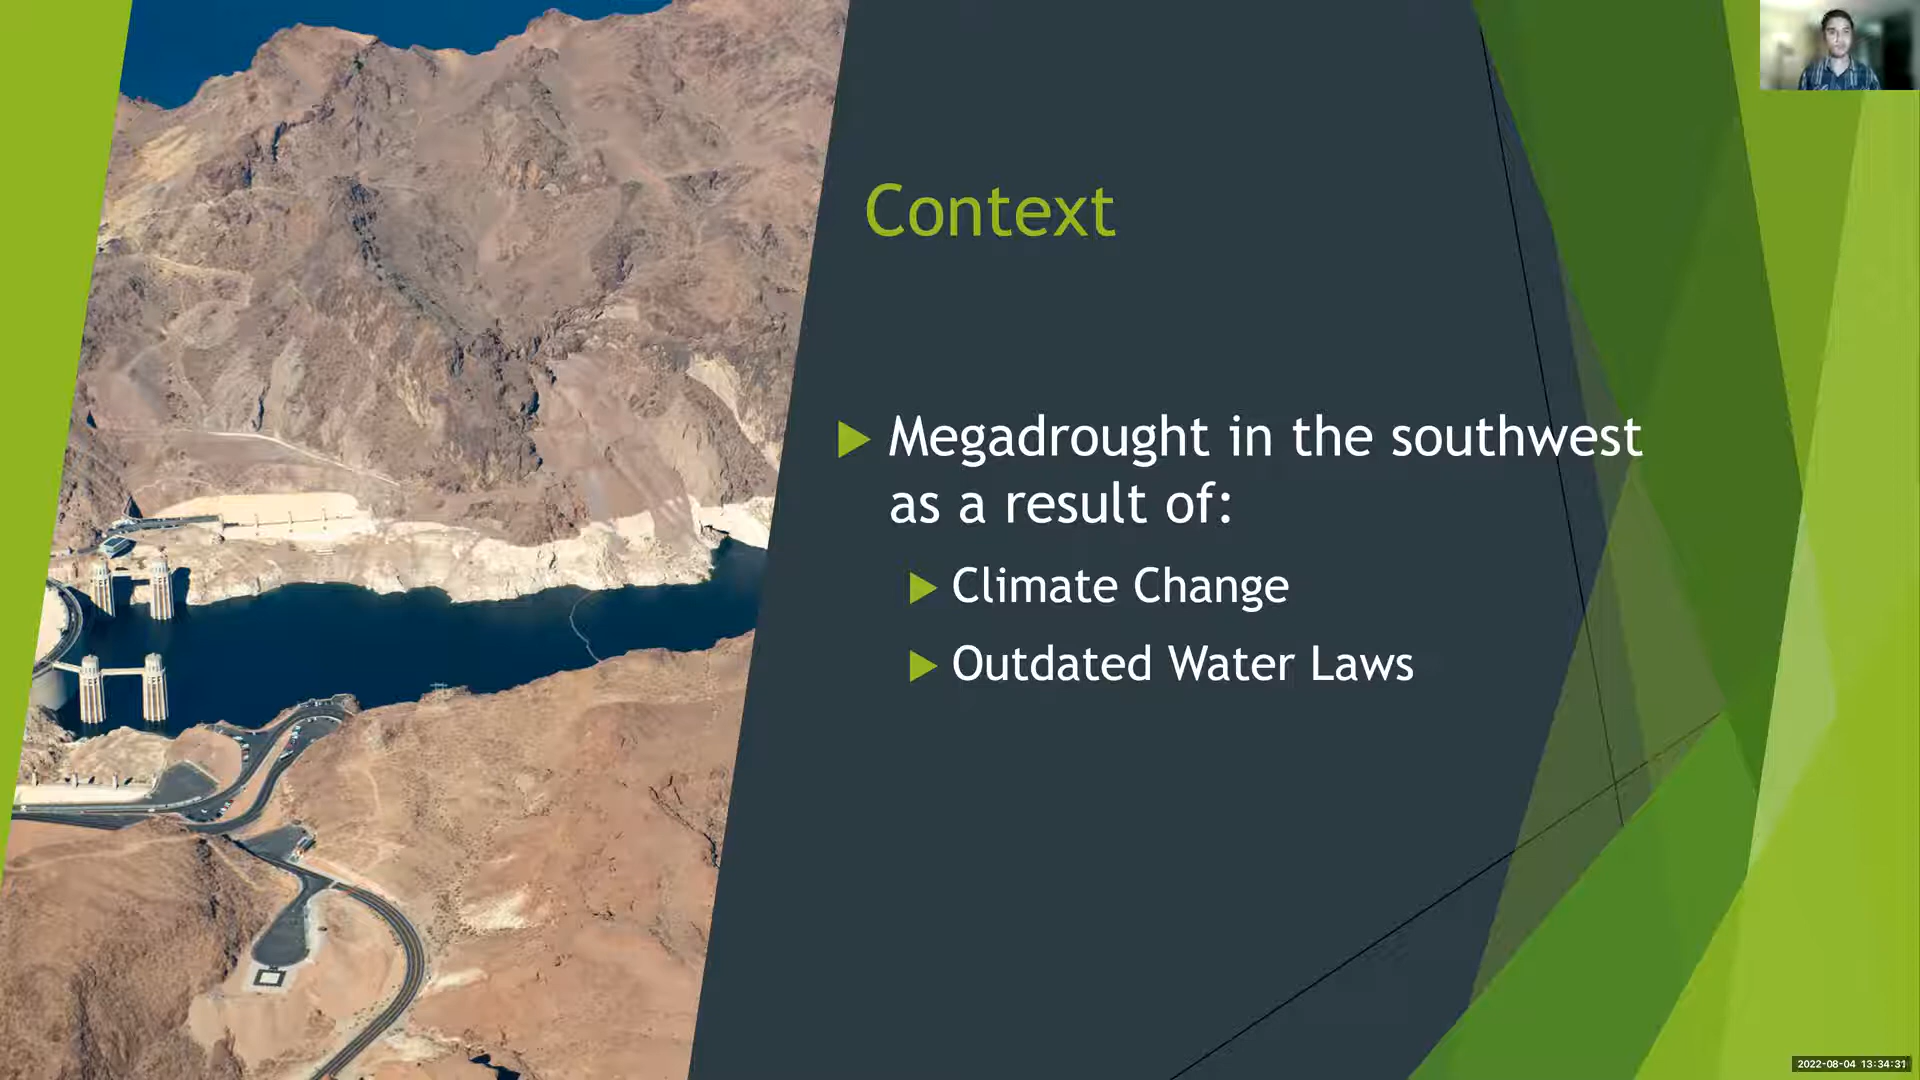 Context
Megadrought in the southwest
as a result of:
Climate Change
Outdated Water Laws
2022-08-04 13:34:31